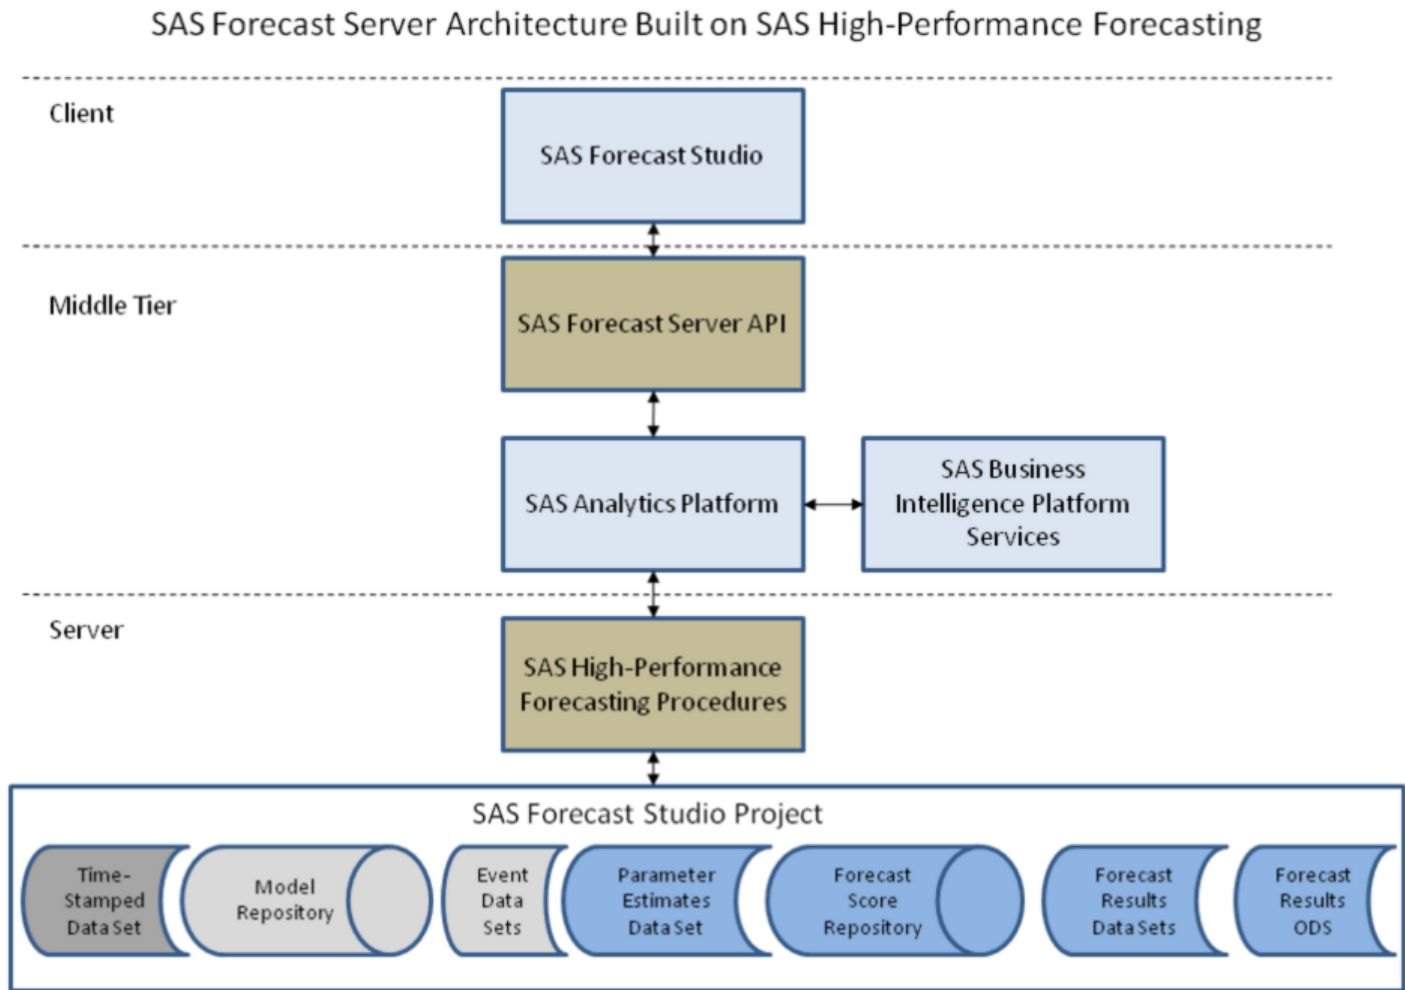 SAS Forecast Server Architecture Built on SAS High-Performance Forecasting
Client
SAS Forecast Studio
Middle Tier
SAS Forecast Server API
SAS Analytics Platform
SAS Business
Intelligence Platform
Services
Server
SAS High-Performance
Forecasting Procedures
SAS Forecast Studio Project
Time-
Stamped
Data Set
Model
Repository
Event
Data
Sets
Parameter
Estimates
Data Set
Forecast
Score
Repository
Forecast
Results
Data Sets
Forecast
Results
ODS